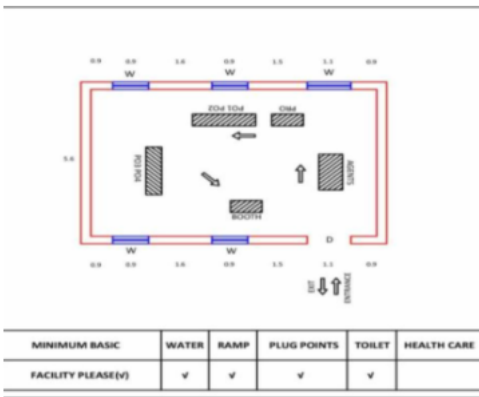 0.9 0.9 1.6 0.9 1.5 1.1 0.9
W W W
PO2 PO1 PRO
5.6
PO3 PO4
AGENTS
BOOTH
W W D
0.9 0.9 1.6 0.9 1.5 1.1 0.9
EXIT ENTRANCE
MINIMUM BASIC WATER RAMP PLUG POINTS TOILET HEALTH CARE
FACILITY PLEASE(√) √ √ √ √